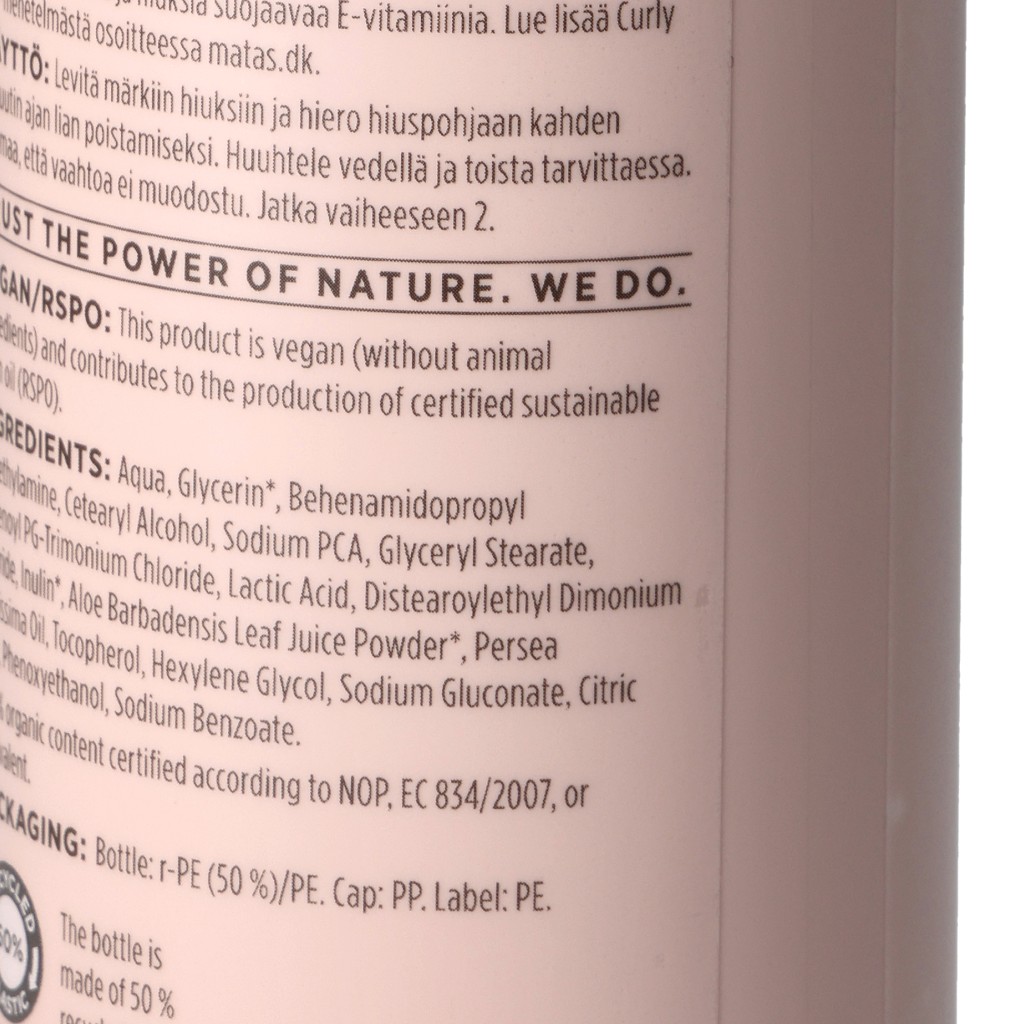 suojaavaa E-vitamiinia. Lue lisää Curly
osoitteessa matas.dk.
Levitä märkiin hiuksiin ja hiero hiuspohjaan kahden
ajan lian poistamiseksi. Huuhtele vedellä ja toista tarvittaessa.
että vaahtoa ei muodostu. Jatka vaiheeseen 2.
UST THE POWER OF NATURE. WE DO.
GAN/RSPO: This product is vegan (without animal
edients) and contributes to the production of certified sustainable
oil (RSPO).
GREDIENTS: Aqua, Glycerin*, Behenamidopropyl
ethylamine, Cetearyl Alcohol, Sodium PCA, Glyceryl Stearate,
PG-Trimonium Chloride, Lactic Acid, Distearoylethyl Dimonium
Inulin*, Aloe Barbadensis Leaf Juice Powder*, Persea
ssima Oil, Tocopherol, Hexylene Glycol, Sodium Gluconate, Citric
Phenoxyethanol, Sodium Benzoate.
organic content certified according to NOP, EC 834/2007, or
valent.
CKAGING: Bottle: r-PE (50 %)/PE. Cap: PP. Label: PE.
The bottle is
made of 50 %